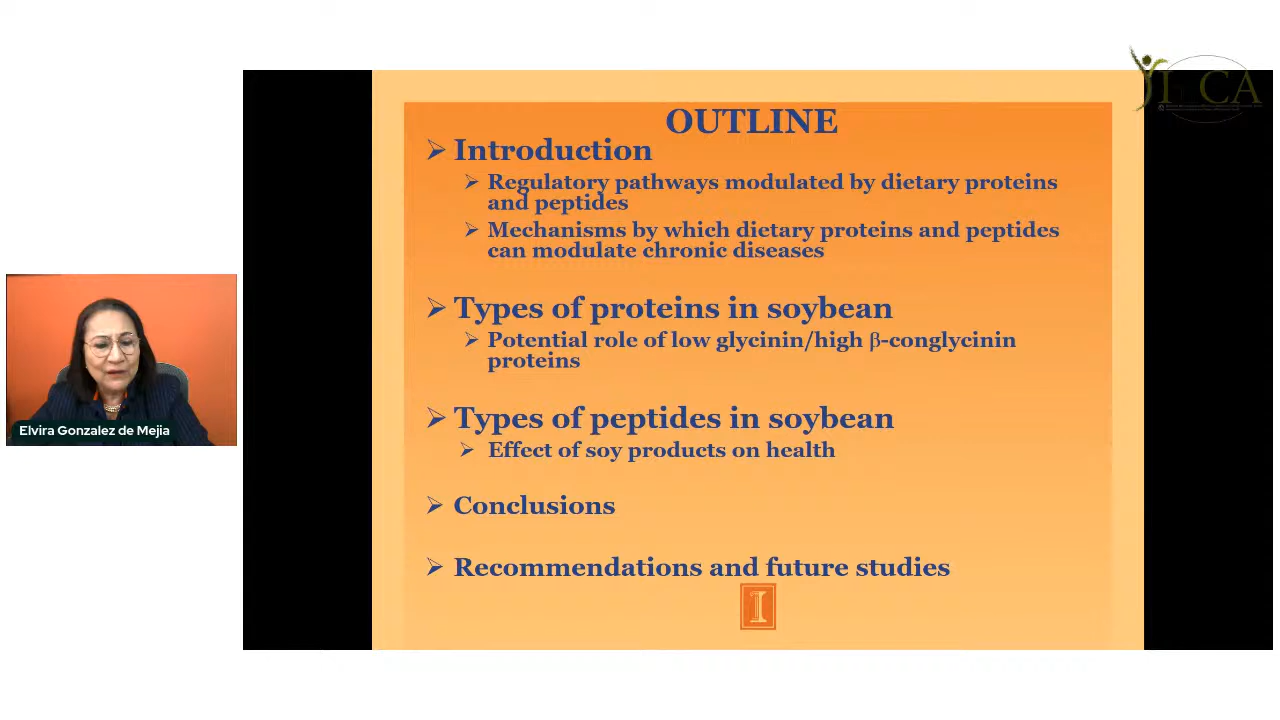 OUTLINE
Introduction
Regulatory pathways modulated by dietary proteins
and peptides
Mechanisms by which dietary proteins and peptides
can modulate chronic diseases
Types of proteins in soybean
Potential role of low glycinin/high β-conglycinin
proteins
Types of peptides in soybean
Effect of soy products on health
Conclusions
Recommendations and future studies
I
Elvira Gonzalez de Mejia